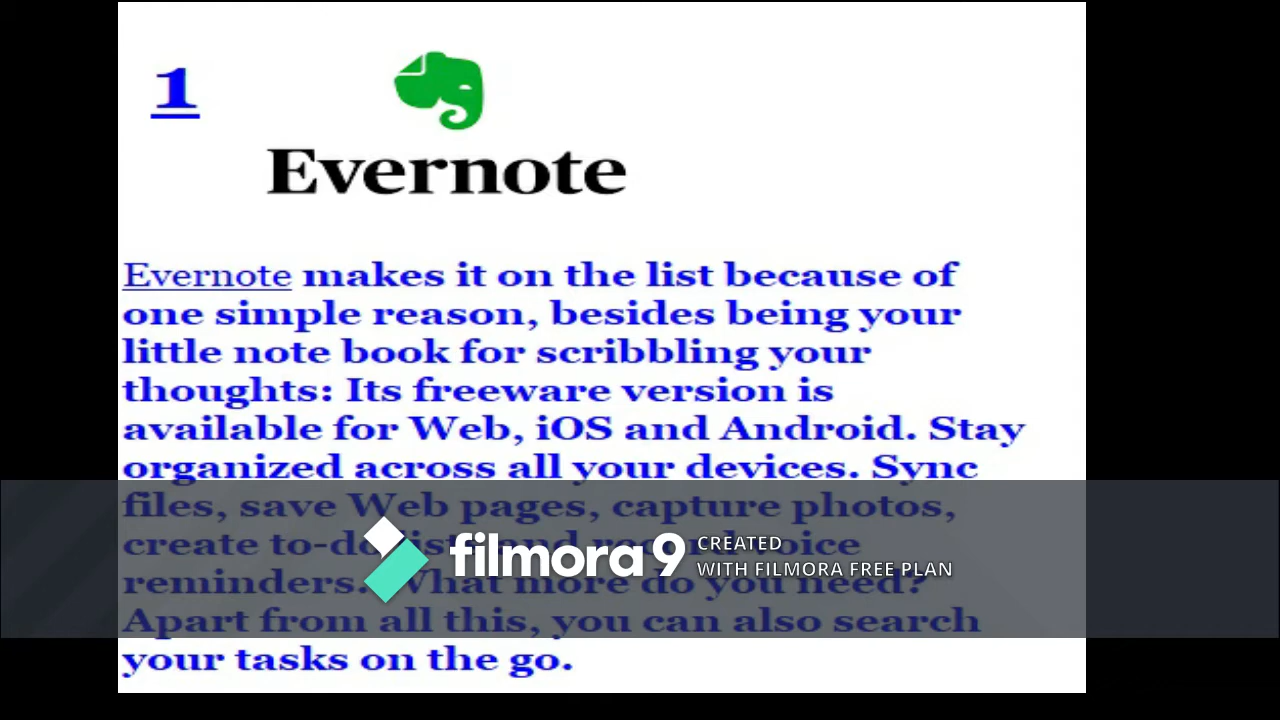 1
Evernote
Evernote makes it on the list because of
one simple reason, besides being your
little note book for scribbling your
thoughts: Its freeware version is
available for Web, iOS and Android. Stay
organized across all your devices. Sync
files, save Web pages, capture photos,
create to-do lists and record voice
reminders. What more do you need?
Apart from all this, you can also search
your tasks on the go.
filmora9
CREATED
WITH FILMORA FREE PLAN